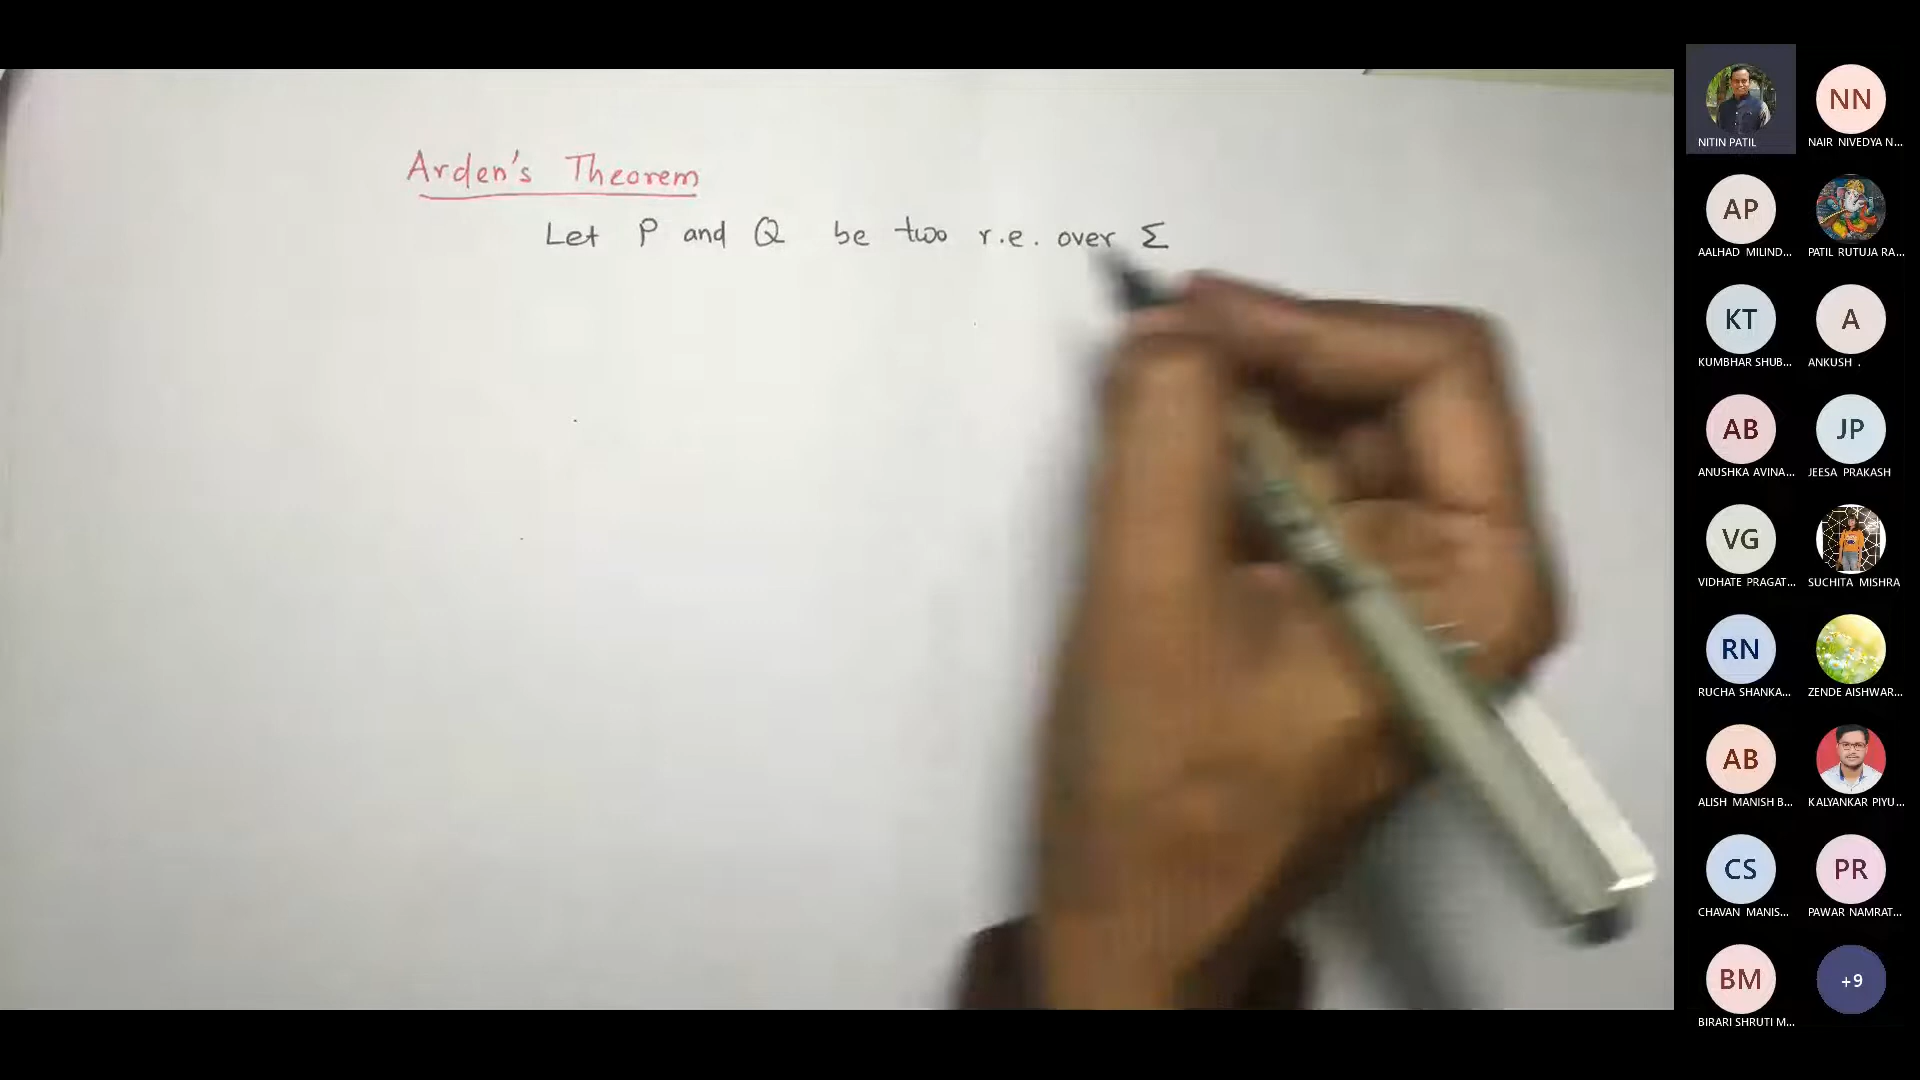 Arden's Theorem
Let P and Q be two r.e. over Σ
NITIN PATIL
NN
NAIR NIVEDYA N...
AP
AALHAD MILIND...
PATIL RUTUJA RA...
KT
KUMBHAR SHUB...
A
ANKUSH .
AB
ANUSHKA AVINA...
JP
JEESA PRAKASH
VG
VIDHATE PRAGAT...
SUCHITA MISHRA
RN
RUCHA SHANKA...
ZENDE AISHWAR...
AB
ALISH MANISH B...
KALYANKAR PIYU...
CS
CHAVAN MANIS...
PR
PAWAR NAMRAT...
BM
BIRARI SHRUTI M...
+9